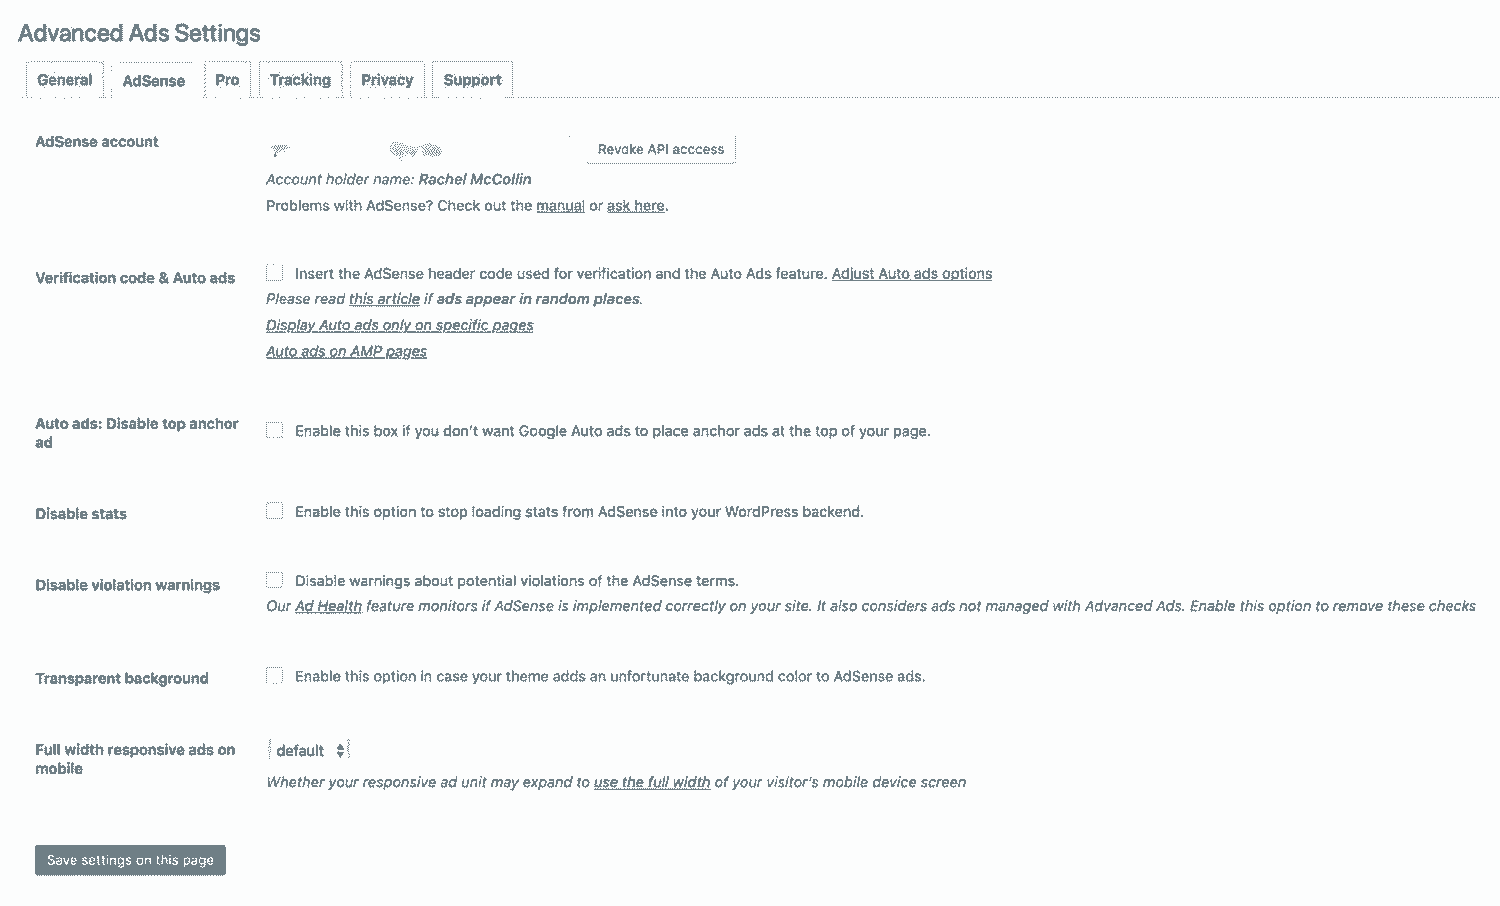 Advanced Ads Settings
General AdSense Pro Tracking Privacy Support
AdSense account
Revoke API acccess
Account holder name: Rachel McCollin
Problems with AdSense? Check out the manual or ask here.
Verification code & Auto ads
Insert the AdSense header code used for verification and the Auto Ads feature. Adjust Auto ads options
Please read this article if ads appear in random places.
Display Auto ads only on specific pages
Auto ads on AMP pages
Auto ads: Disable top anchor
ad
Enable this box if you don't want Google Auto ads to place anchor ads at the top of your page.
Disable stats
Enable this option to stop loading stats from AdSense into your WordPress backend.
Disable violation warnings
Disable warnings about potential violations of the AdSense terms.
Our Ad Health feature monitors if AdSense is implemented correctly on your site. It also considers ads not managed with Advanced Ads. Enable this option to remove these checks
Transparent background
Enable this option in case your theme adds an unfortunate background color to AdSense ads.
Full width responsive ads on
mobile
default
Whether your responsive ad unit may expand to use the full width of your visitor's mobile device screen
Save settings on this page